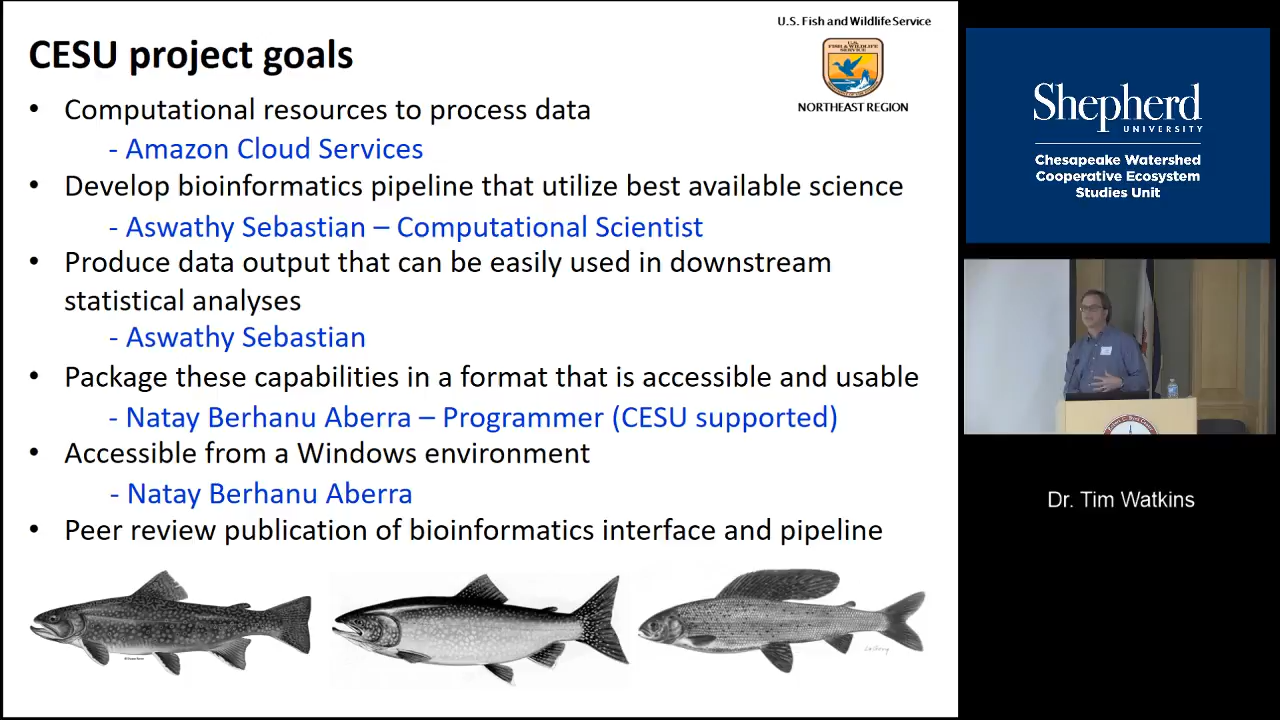 U.S. Fish and Wildlife Service
CESU project goals
U.S.
FISH & WILDLIFE
SERVICE
NORTHEAST REGION
• Computational resources to process data
- Amazon Cloud Services
• Develop bioinformatics pipeline that utilize best available science
- Aswathy Sebastian – Computational Scientist
• Produce data output that can be easily used in downstream
statistical analyses
- Aswathy Sebastian
• Package these capabilities in a format that is accessible and usable
- Natay Berhanu Aberra – Programmer (CESU supported)
• Accessible from a Windows environment
- Natay Berhanu Aberra
• Peer review publication of bioinformatics interface and pipeline
Shepherd
UNIVERSITY
Chesapeake Watershed
Cooperative Ecosystem
Studies Unit
Dr. Tim Watkins